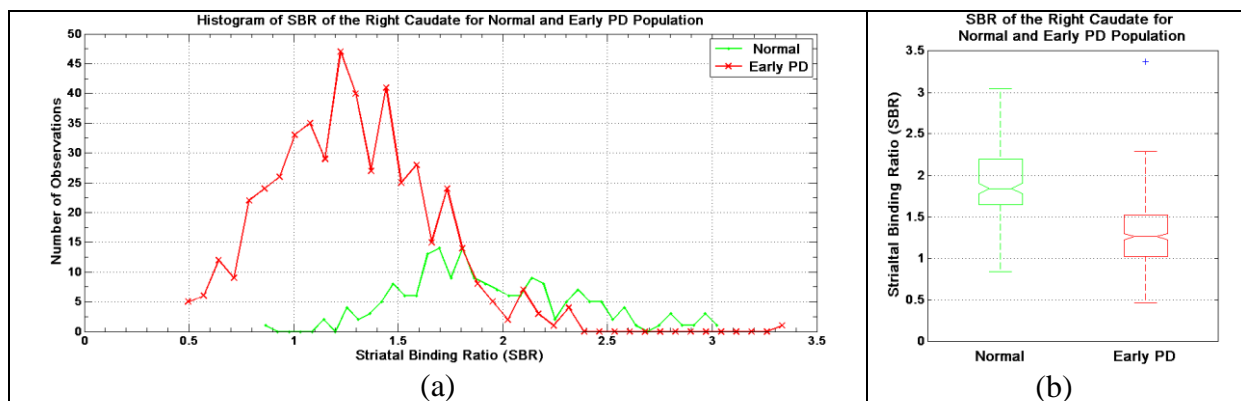 Histogram of SBR of the Right Caudate for Normal and Early PD Population
50
45
40
35
30
25
20
15
10
5
0
Number of Observations
Normal
Early PD
0 0.5 1 1.5 2 2.5 3 3.5
Striatal Binding Ratio (SBR)
(a)
SBR of the Right Caudate for
Normal and Early PD Population
3.5
3
2.5
2
1.5
1
0.5
0
Strialtal Binding Ratio (SBR)
Normal Early PD
(b)